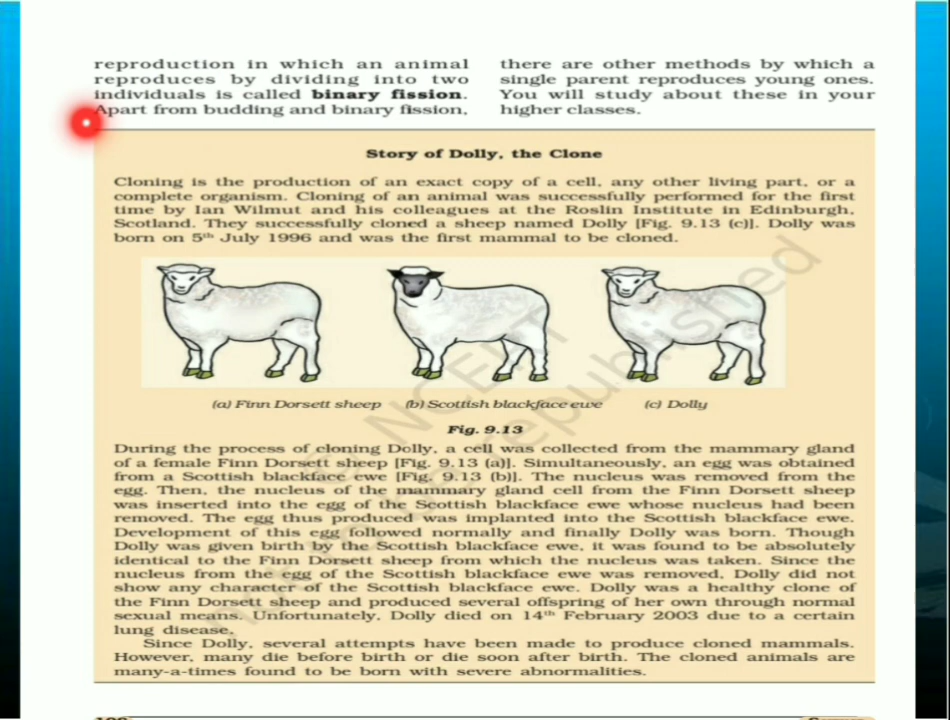 reproduction in which an animal
reproduces by dividing into two
individuals is called binary fission.
Apart from budding and binary fission,
there are other methods by which a
single parent reproduces young ones.
You will study about these in your
higher classes.
Story of Dolly, the Clone
Cloning is the production of an exact copy of a cell, any other living part, or a
complete organism. Cloning of an animal was successfully performed for the first
time by Ian Wilmut and his colleagues at the Roslin Institute in Edinburgh,
Scotland. They successfully cloned a sheep named Dolly [Fig. 9.13 (c)]. Dolly was
born on 5th July 1996 and was the first mammal to be cloned.
(a) Finn Dorsett sheep (b) Scottish blackface ewe (c) Dolly
Fig. 9.13
During the process of cloning Dolly, a cell was collected from the mammary gland
of a female Finn Dorsett sheep [Fig. 9.13 (a)]. Simultaneously, an egg was obtained
from a Scottish blackface ewe [Fig. 9.13 (b)]. The nucleus was removed from the
egg. Then, the nucleus of the mammary gland cell from the Finn Dorsett sheep
was inserted into the egg of the Scottish blackface ewe whose nucleus had been
removed. The egg thus produced was implanted into the Scottish blackface ewe.
Development of this egg followed normally and finally Dolly was born. Though
Dolly was given birth by the Scottish blackface ewe, it was found to be absolutely
identical to the Finn Dorsett sheep from which the nucleus was taken. Since the
nucleus from the egg of the Scottish blackface ewe was removed, Dolly did not
show any character of the Scottish blackface ewe. Dolly was a healthy clone of
the Finn Dorsett sheep and produced several offspring of her own through normal
sexual means. Unfortunately, Dolly died on 14th February 2003 due to a certain
lung disease.
Since Dolly, several attempts have been made to produce cloned mammals.
However, many die before birth or die soon after birth. The cloned animals are
many-a-times found to be born with severe abnormalities.
NCERT
republished